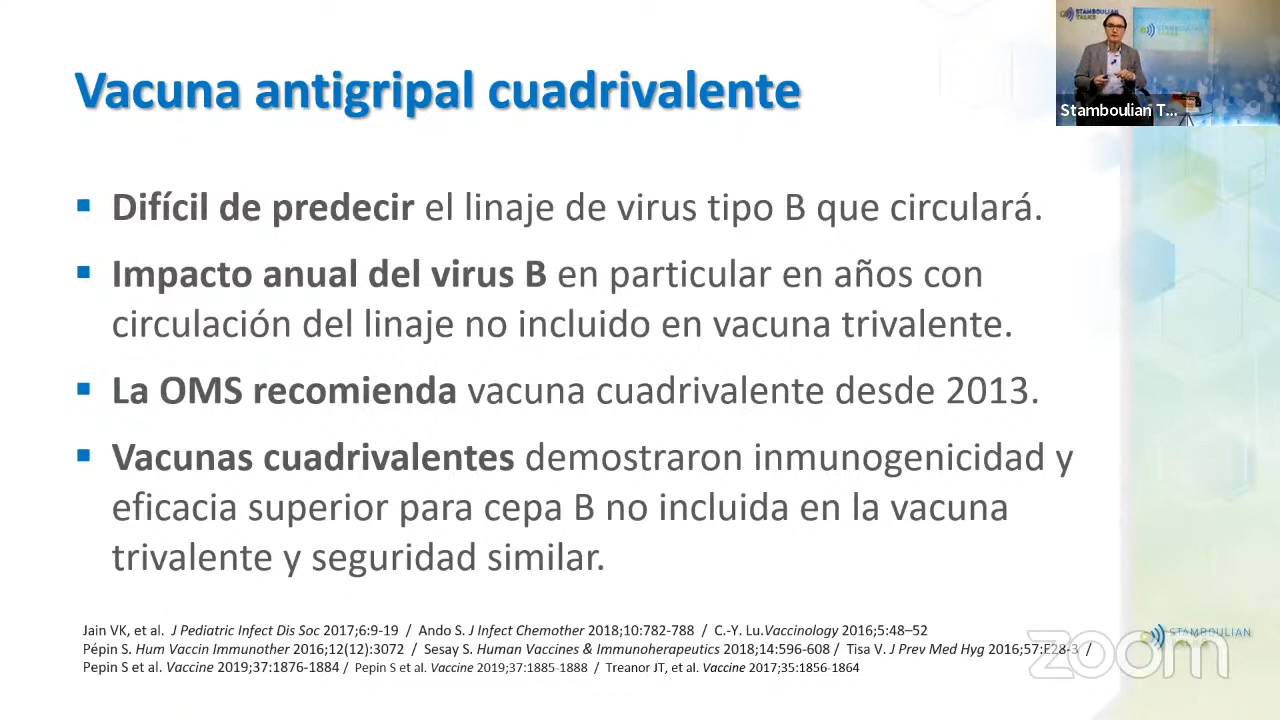 STAMBOULIAN
TALKS
Stamboulian T...
Vacuna antigripal cuadrivalente
▪ Difícil de predecir el linaje de virus tipo B que circulará.
▪ Impacto anual del virus B en particular en años con
circulación del linaje no incluido en vacuna trivalente.
▪ La OMS recomienda vacuna cuadrivalente desde 2013.
▪ Vacunas cuadrivalentes demostraron inmunogenicidad y
eficacia superior para cepa B no incluida en la vacuna
trivalente y seguridad similar.
Jain VK, et al. J Pediatric Infect Dis Soc 2017;6:9-19 / Ando S. J Infect Chemother 2018;10:782-788 / C.-Y. Lu.Vaccinology 2016;5:48–52
Pépin S. Hum Vaccin Immunother 2016;12(12):3072 / Sesay S. Human Vaccines & Immunotherapeutics 2018;14:596-608 / Tisa V. J Prev Med Hyg 2016;57:E28-3 /
Pepin S et al. Vaccine 2019;37:1876-1884 / Pepin S et al. Vaccine 2019;37:1885-1888 / Treanor JT, et al. Vaccine 2017;35:1856-1864
STAMBOULIAN
zoom